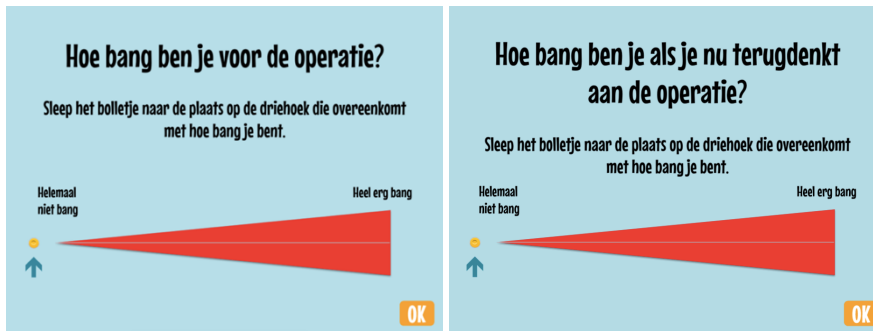 Hoe bang ben je voor de operatie?
Sleep het bolletje naar de plaats op de driehoek die overeenkomt
met hoe bang je bent.
Helemaal
niet bang
Heel erg bang
OK
Hoe bang ben je als je nu terugdenkt
aan de operatie?
Sleep het bolletje naar de plaats op de driehoek die overeenkomt
met hoe bang je bent.
Helemaal
niet bang
Heel erg bang
OK